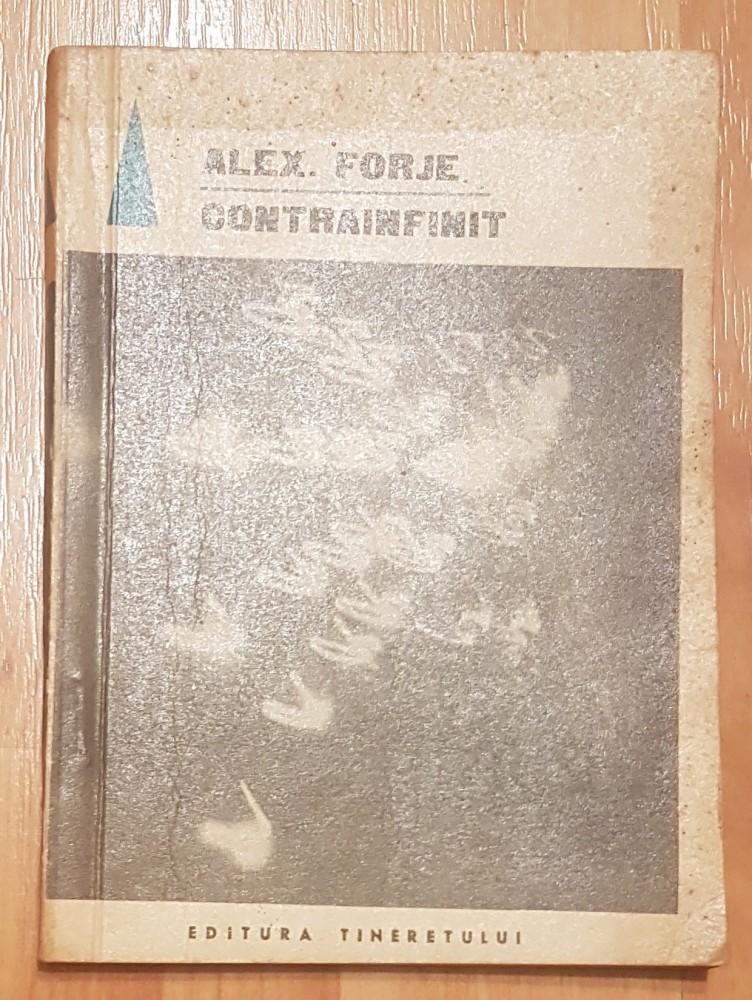 ALEX. FORJE
CONTRAINFINIT
EDITURA TINERETULUI